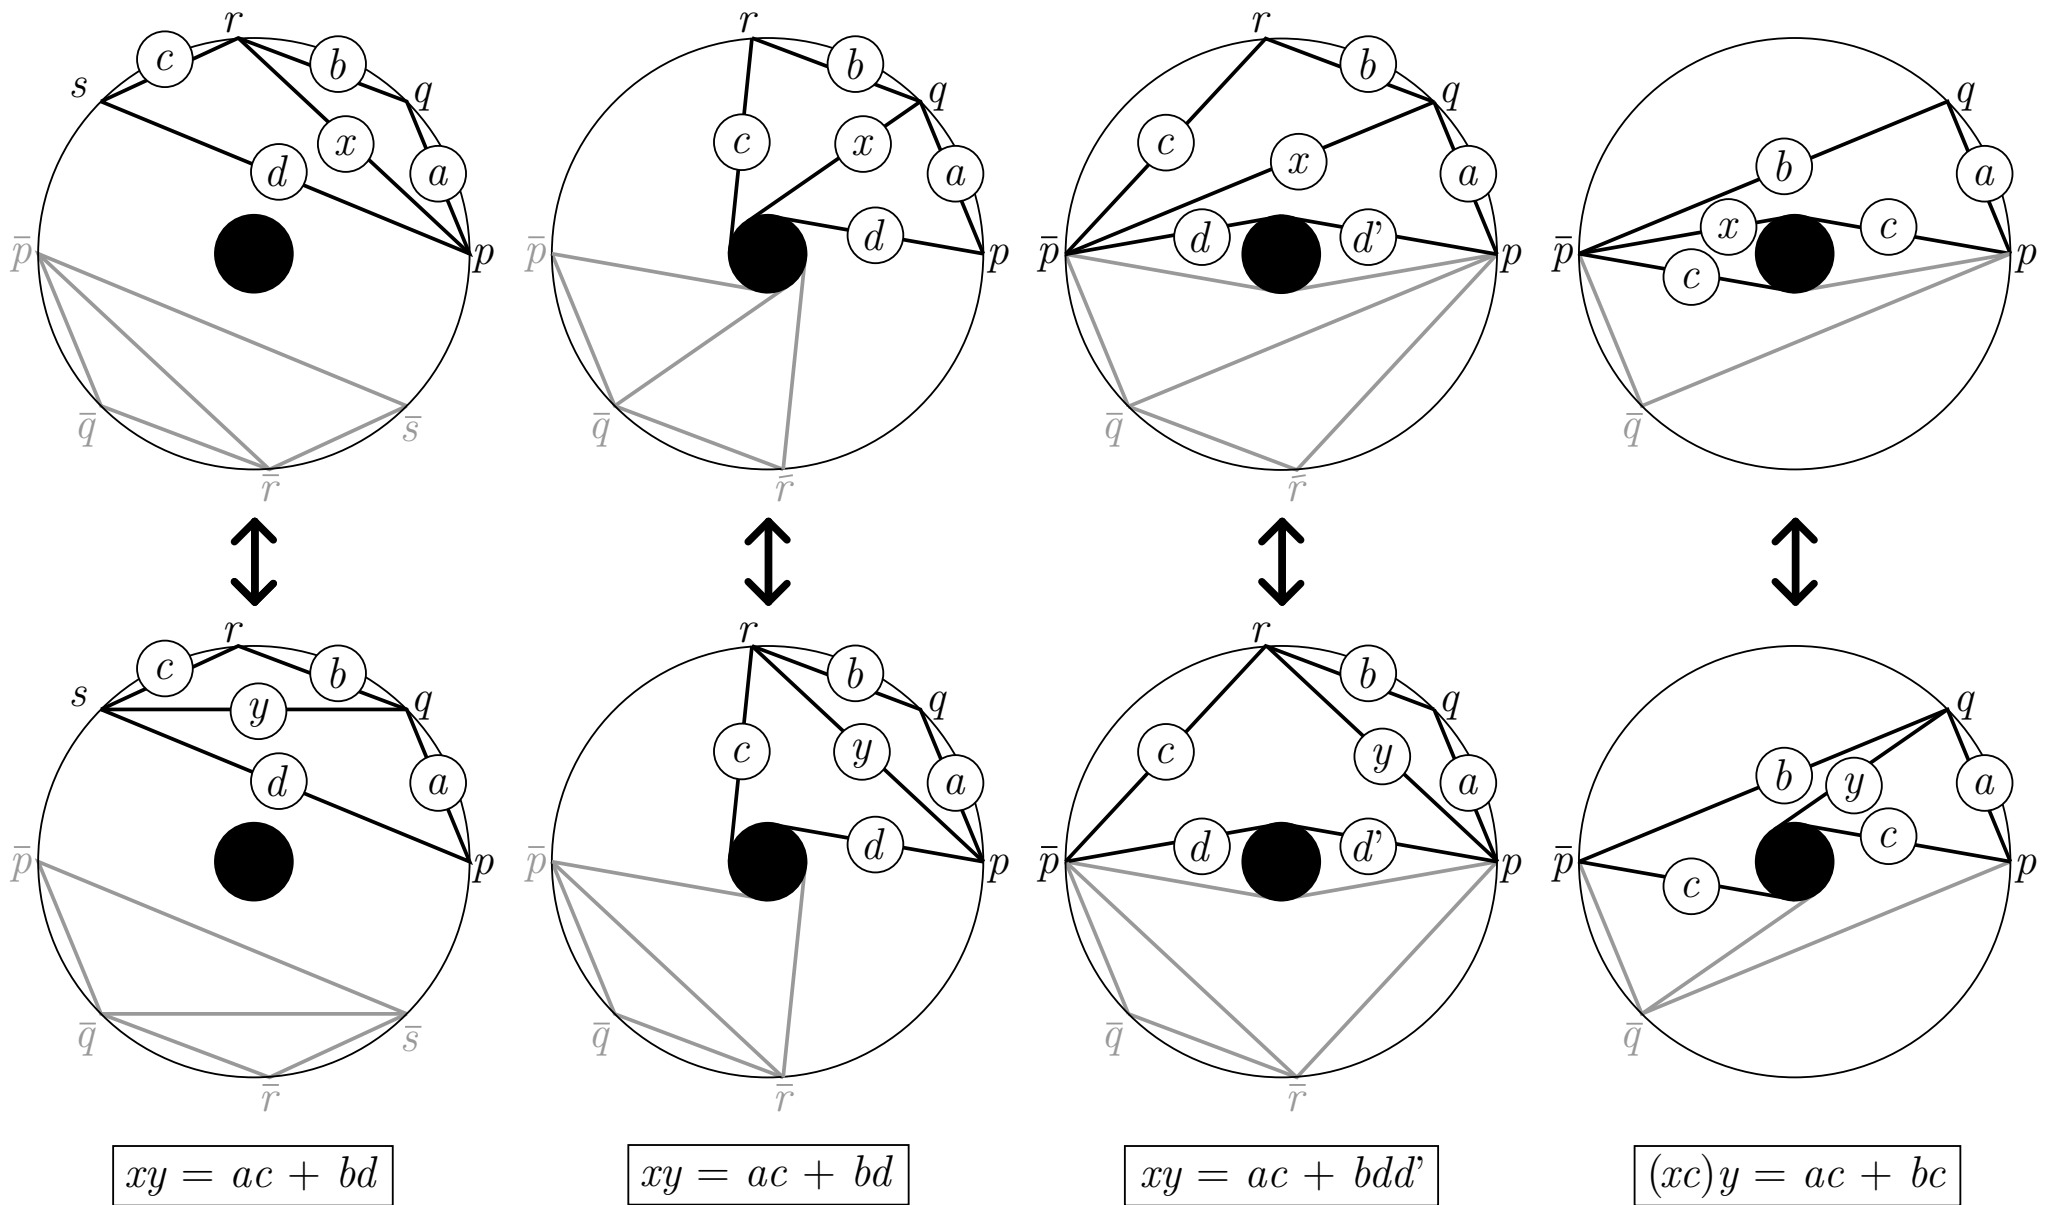 r
r
r
r
c b
b
c b
s q
q
q
q
x a
c x a
c x a
b a
d
d
d d'
x c
c
p̄ p
p̄ p
p̄ p
p̄ p
q̄ s̄
q̄
q̄
q̄
r̄
r̄
r̄
r
r
r
c b
b
b
s q
q
q
q
y
c y
c y
b y
d a
d a
d d' a
c c a
p̄ p
p̄ p
p̄ p
p̄ p
q̄ s̄
q̄
q̄
q̄
r̄
r̄
r̄
xy = ac + bd
xy = ac + bd
xy = ac + bdd'
(xc)y = ac + bc